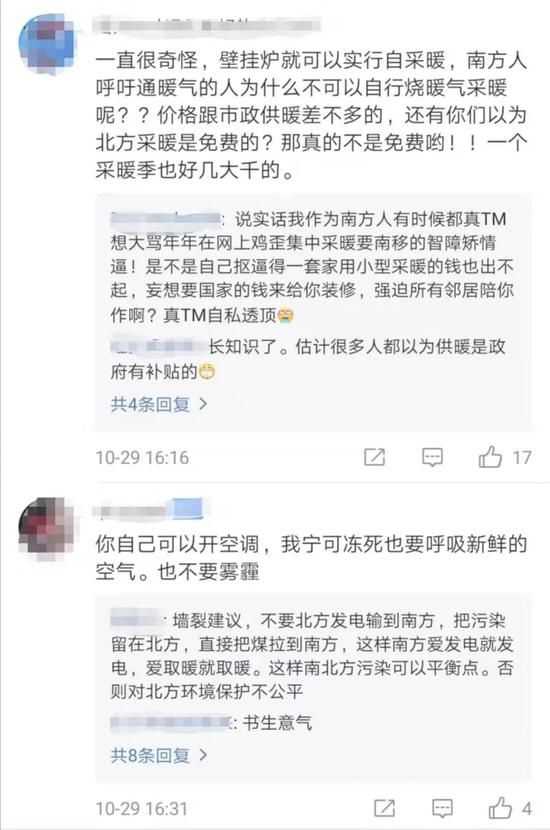 一直很奇怪，壁挂炉就可以实行自采暖，南方人
呼吁通暖气的人为什么不可以自行烧暖气采暖
呢？？价格跟市政供暖差不多的，还有你们以为
北方采暖是免费的？那真的不是免费哟！！一个
采暖季也好几大千的。
：说实话我作为南方人有时候都真TM
想大骂年年在网上鸡歪集中采暖要南移的智障矫情
逼！是不是自己抠逼得一套家用小型采暖的钱也出不
起，妄想要国家的钱来给你装修，强迫所有邻居陪你
作啊？真TM自私透顶😭
长知识了。估计很多人都以为供暖是政
府有补贴的😷
共4条回复 >
10-29 16:16
17
你自己可以开空调，我宁可冻死也要呼吸新鲜的
空气。也不要雾霾
：墙裂建议，不要北方发电输到南方，把污染
留在北方，直接把煤拉到南方，这样南方爱发电就发
电，爱取暖就取暖。这样南北方污染可以平衡点。否
则对北方环境保护不公平
：书生意气
共8条回复 >
10-29 16:31
4